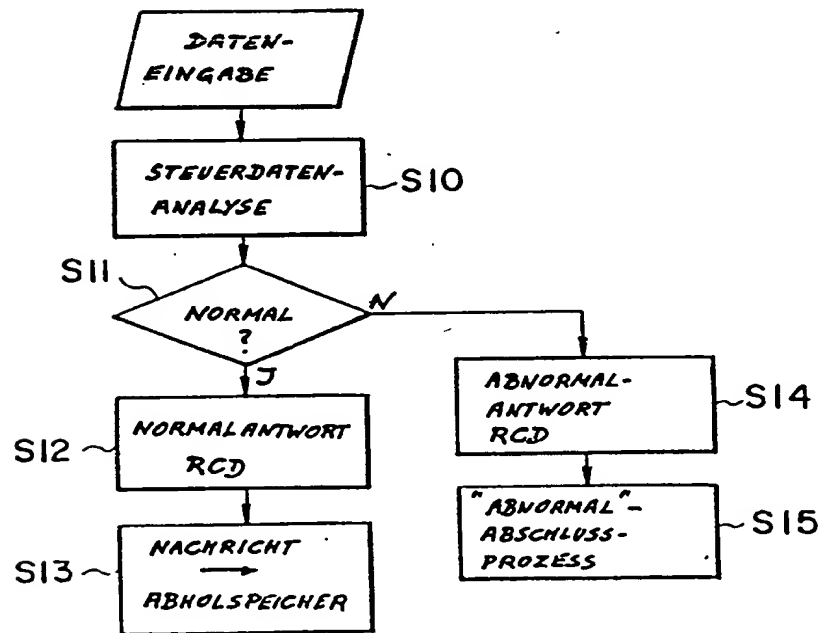 DATEN-
EINGABE
STEUERDATEN-
ANALYSE
S10
S11
NORMAL
?
N
J
NORMALANTWORT
RCD
S12
NACHRICHT
→
ABHOLSPEICHER
S13
ABNORMAL-
ANTWORT
RCD
S14
"ABNORMAL"-
ABSCHLUSS-
PROZESS
S15